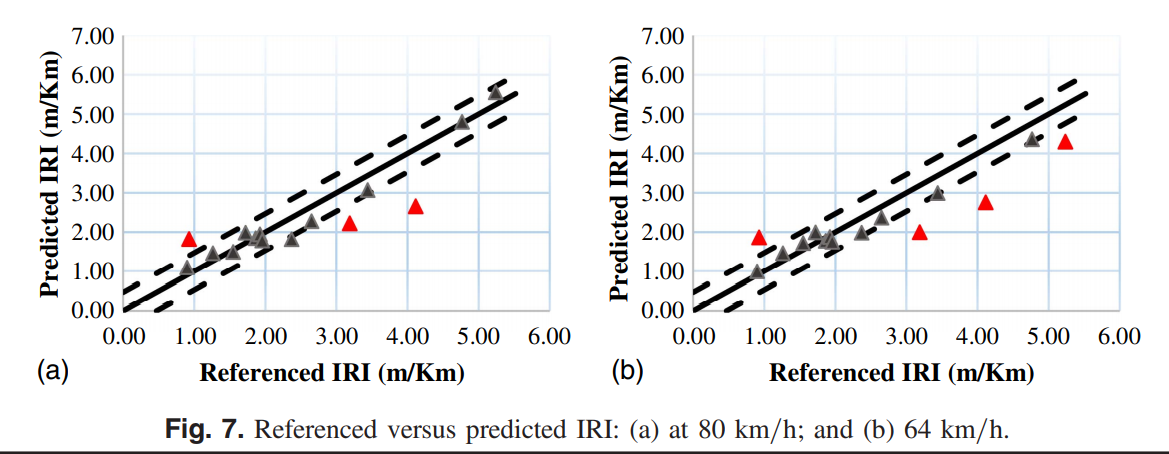 7.00
6.00
5.00
4.00
3.00
2.00
1.00
0.00
Predicted IRI (m/Km)
0.00 1.00 2.00 3.00 4.00 5.00 6.00
(a) Referenced IRI (m/Km)
7.00
6.00
5.00
4.00
3.00
2.00
1.00
0.00
Predicted IRI (m/Km)
0.00 1.00 2.00 3.00 4.00 5.00 6.00
(b) Referenced IRI (m/Km)
Fig. 7. Referenced versus predicted IRI: (a) at 80 km/h; and (b) 64 km/h.